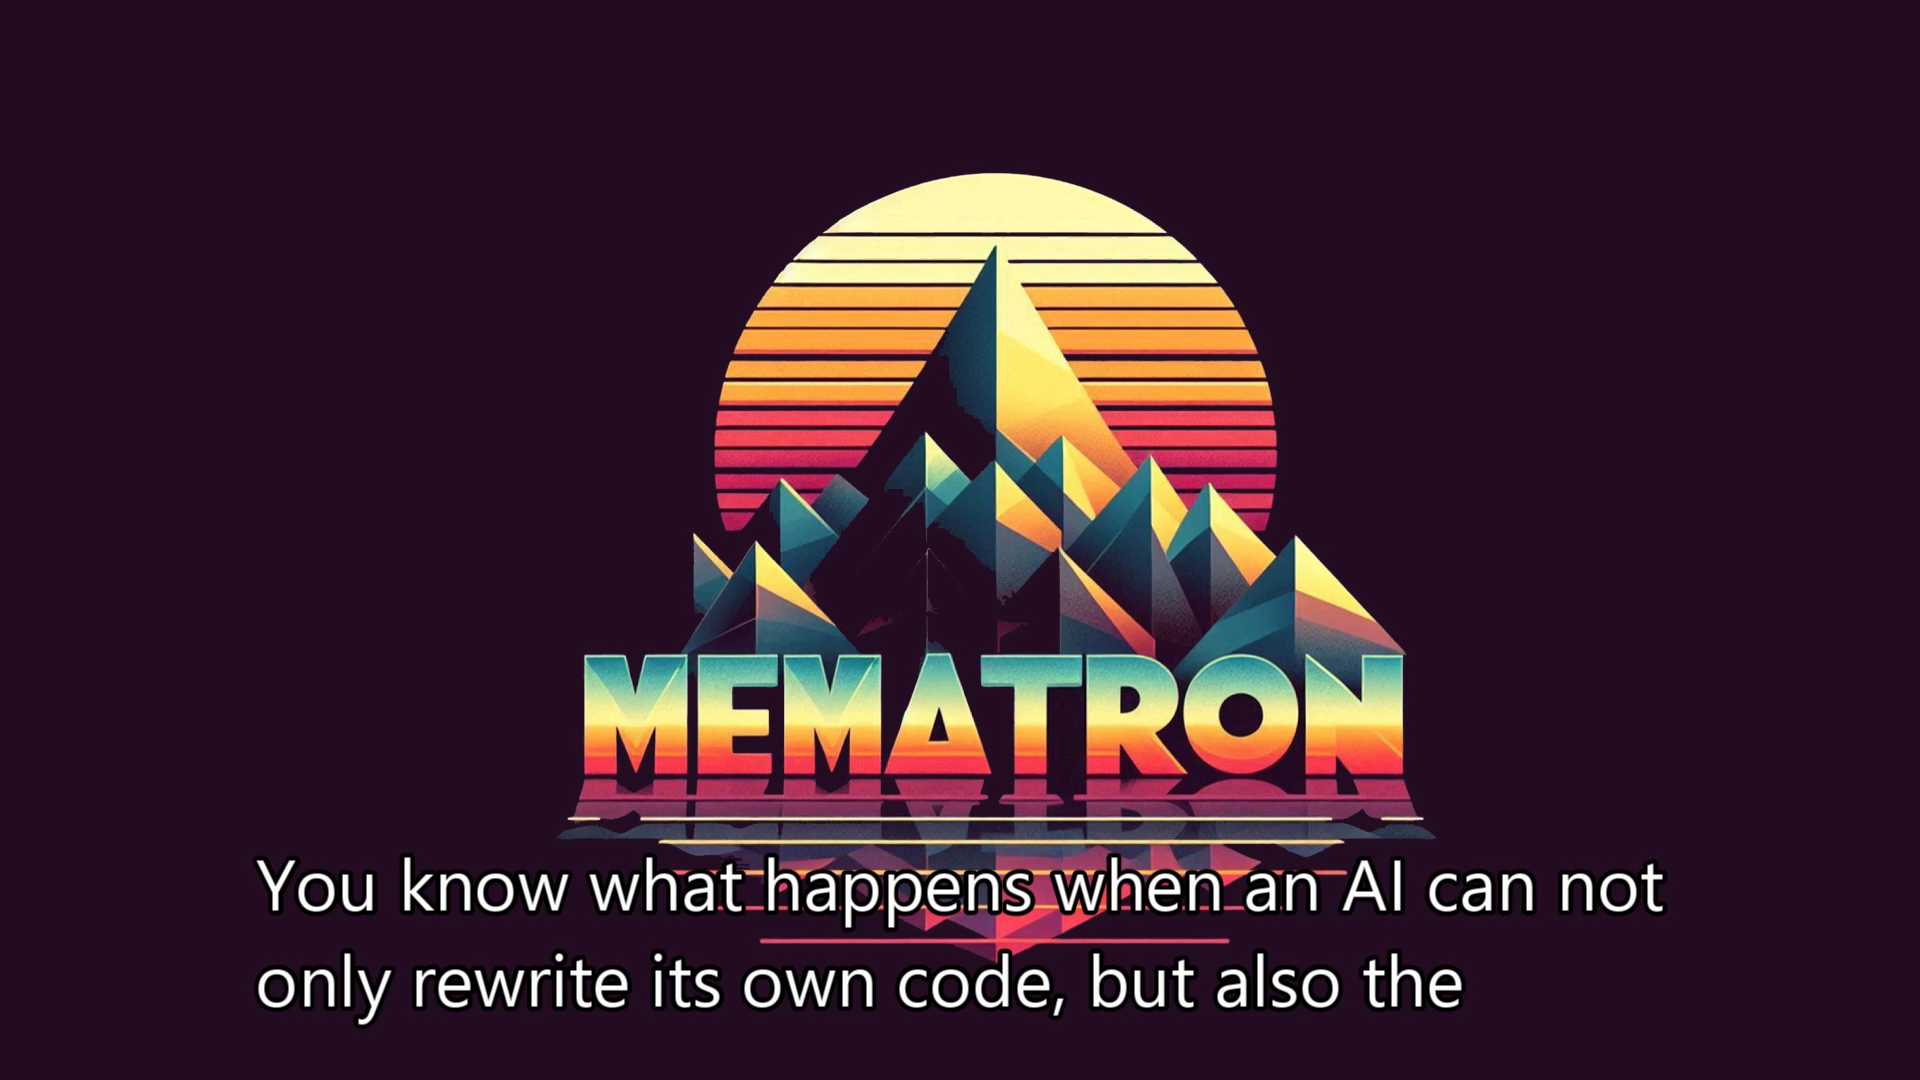 MEMATRON
You know what happens when an AI can not
only rewrite its own code, but also the